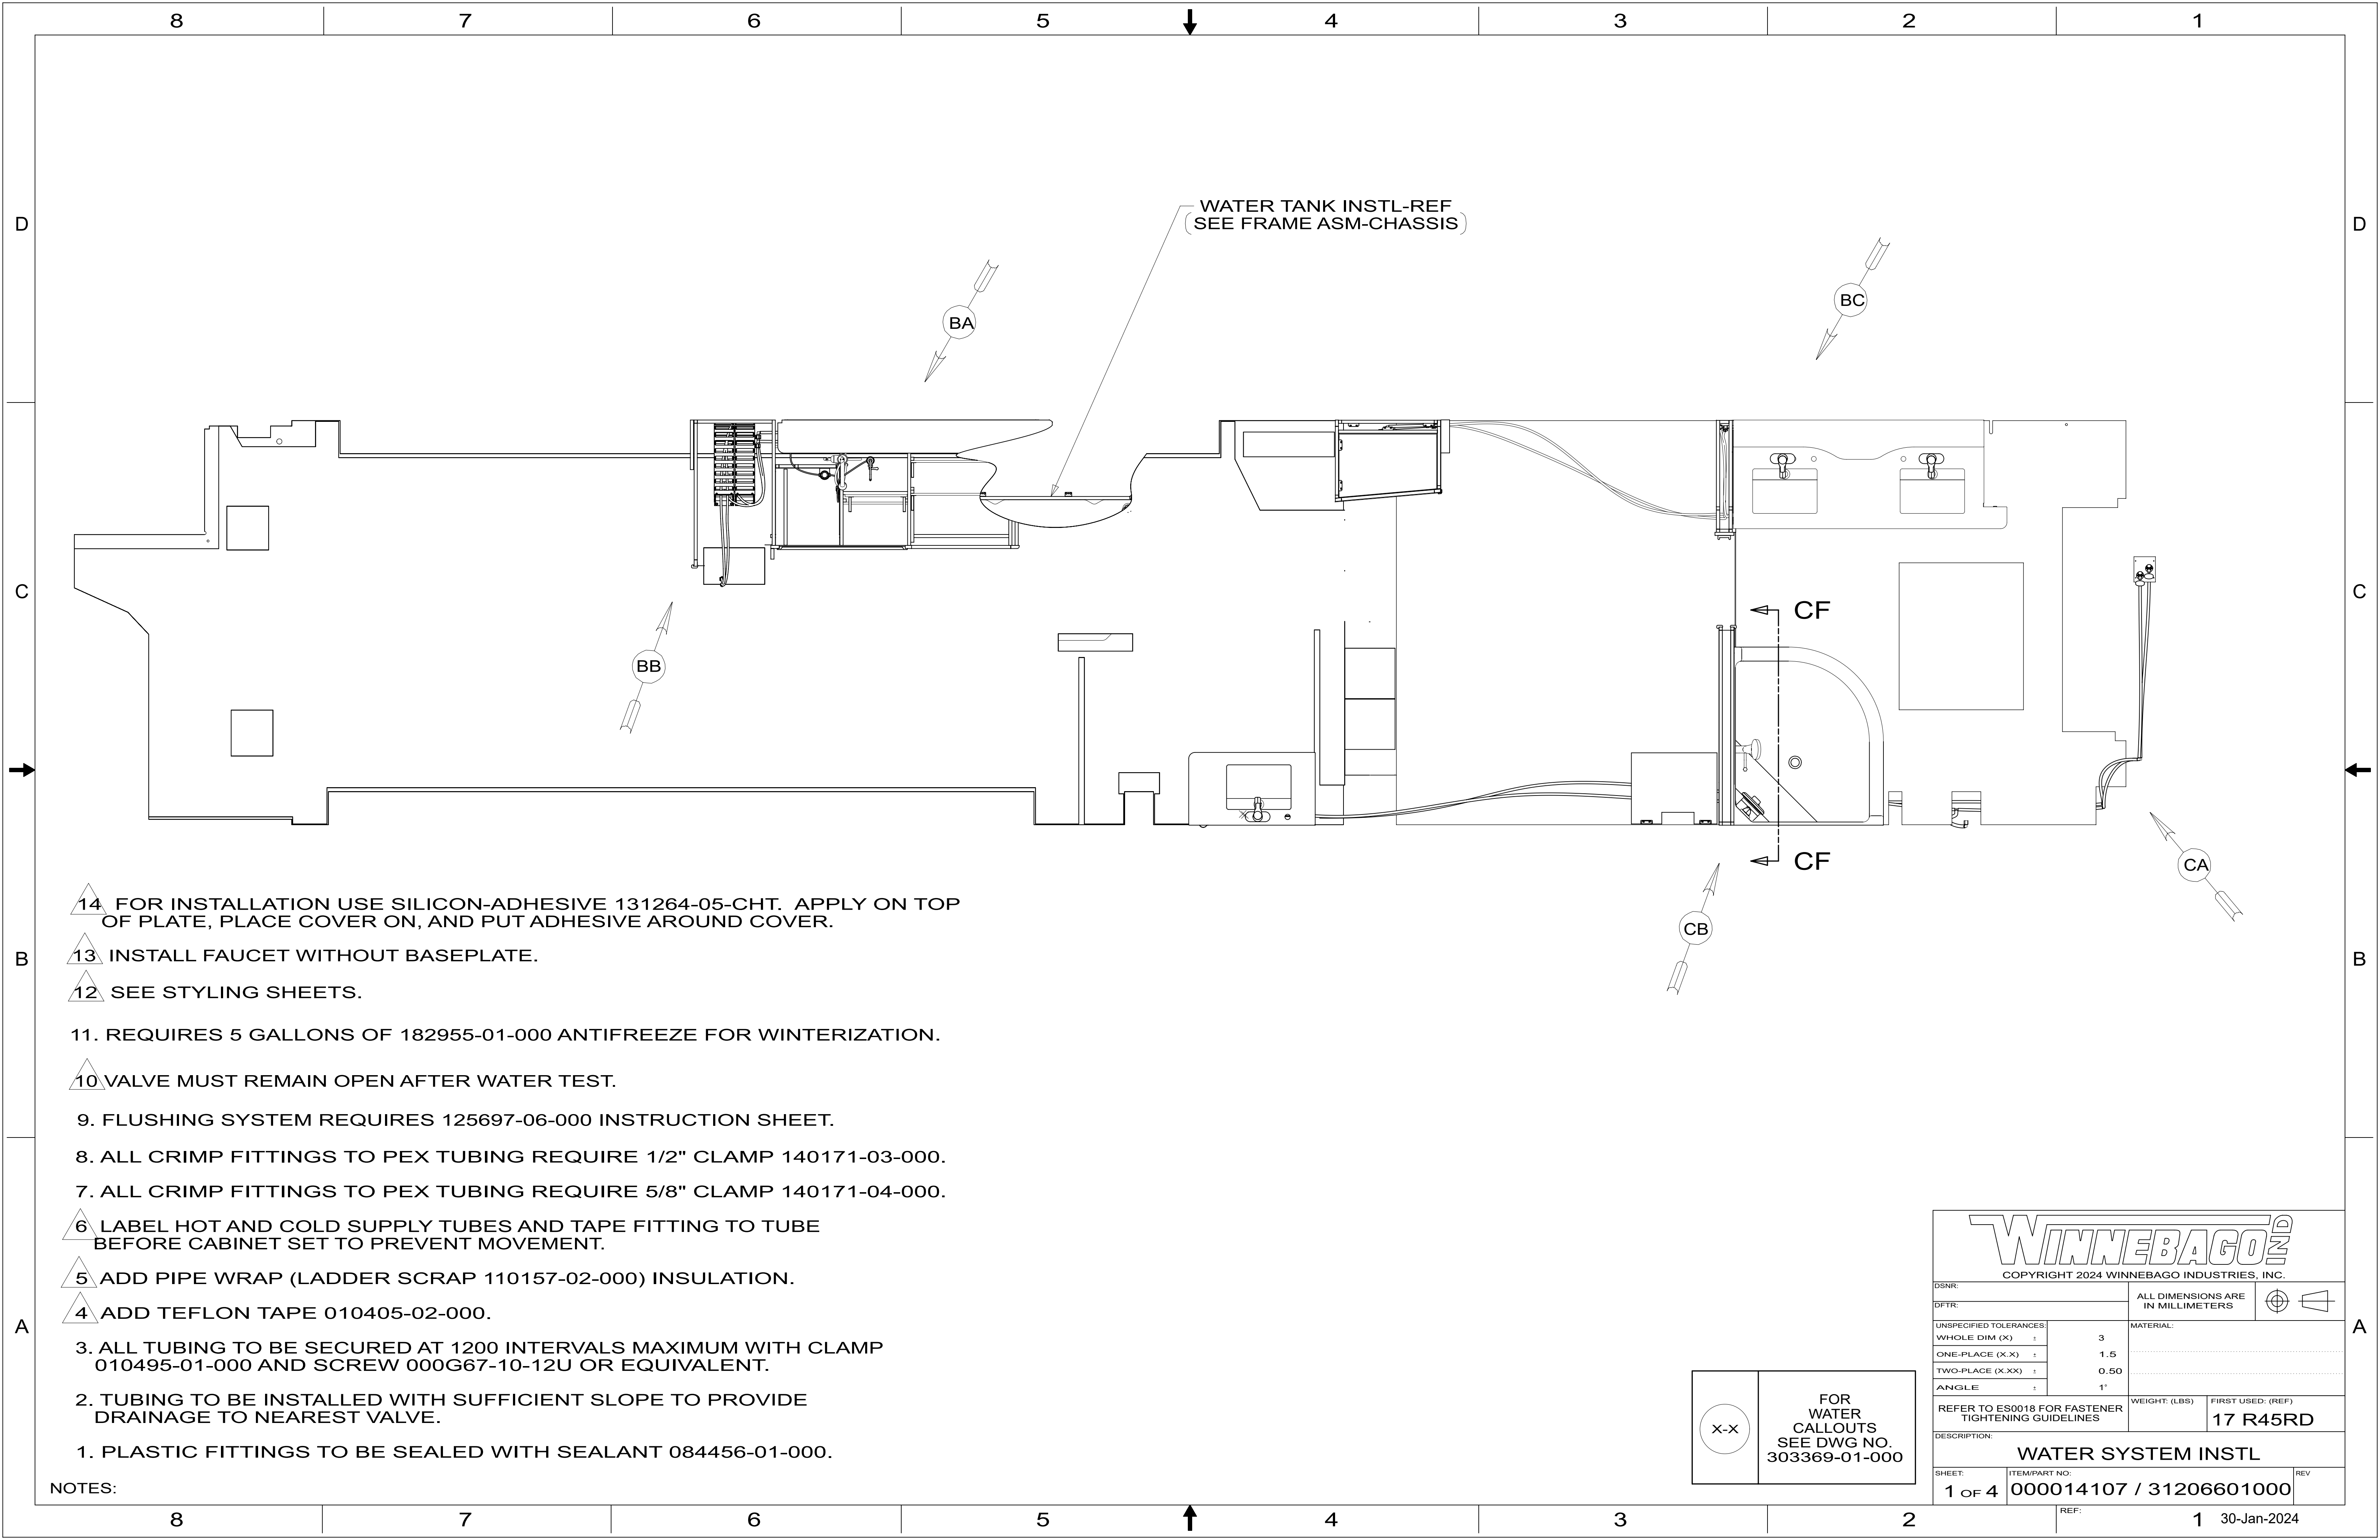 8 7 6 5 4 3 2 1
D D
WATER TANK INSTL-REF
(SEE FRAME ASM-CHASSIS)
BA
BC
C C
CF
BB
CF
CA
CB
B B
14 FOR INSTALLATION USE SILICON-ADHESIVE 131264-05-CHT. APPLY ON TOP
OF PLATE, PLACE COVER ON, AND PUT ADHESIVE AROUND COVER.
13 INSTALL FAUCET WITHOUT BASEPLATE.
12 SEE STYLING SHEETS.
11. REQUIRES 5 GALLONS OF 182955-01-000 ANTIFREEZE FOR WINTERIZATION.
10 VALVE MUST REMAIN OPEN AFTER WATER TEST.
9. FLUSHING SYSTEM REQUIRES 125697-06-000 INSTRUCTION SHEET.
8. ALL CRIMP FITTINGS TO PEX TUBING REQUIRE 1/2" CLAMP 140171-03-000.
7. ALL CRIMP FITTINGS TO PEX TUBING REQUIRE 5/8" CLAMP 140171-04-000.
6 LABEL HOT AND COLD SUPPLY TUBES AND TAPE FITTING TO TUBE
BEFORE CABINET SET TO PREVENT MOVEMENT.
5 ADD PIPE WRAP (LADDER SCRAP 110157-02-000) INSULATION.
4 ADD TEFLON TAPE 010405-02-000.
A A
3. ALL TUBING TO BE SECURED AT 1200 INTERVALS MAXIMUM WITH CLAMP
010495-01-000 AND SCREW 000G67-10-12U OR EQUIVALENT.
2. TUBING TO BE INSTALLED WITH SUFFICIENT SLOPE TO PROVIDE
DRAINAGE TO NEAREST VALVE.
1. PLASTIC FITTINGS TO BE SEALED WITH SEALANT 084456-01-000.
NOTES:
X-X
FOR
WATER
CALLOUTS
SEE DWG NO.
303369-01-000
WINNEBAGO IND
COPYRIGHT 2024 WINNEBAGO INDUSTRIES, INC.
DSNR:
DFTR:
ALL DIMENSIONS ARE
IN MILLIMETERS
UNSPECIFIED TOLERANCES:
WHOLE DIM (X) ± 3
ONE-PLACE (X.X) ± 1.5
TWO-PLACE (X.XX) ± 0.50
ANGLE ± 1°
MATERIAL:
REFER TO ES0018 FOR FASTENER
TIGHTENING GUIDELINES
WEIGHT: (LBS)
FIRST USED: (REF)
17 R45RD
DESCRIPTION:
WATER SYSTEM INSTL
SHEET:
1 OF 4
ITEM/PART NO:
000014107 / 31206601000
REV
8 7 6 5 4 3 2 1
REF:
30-Jan-2024